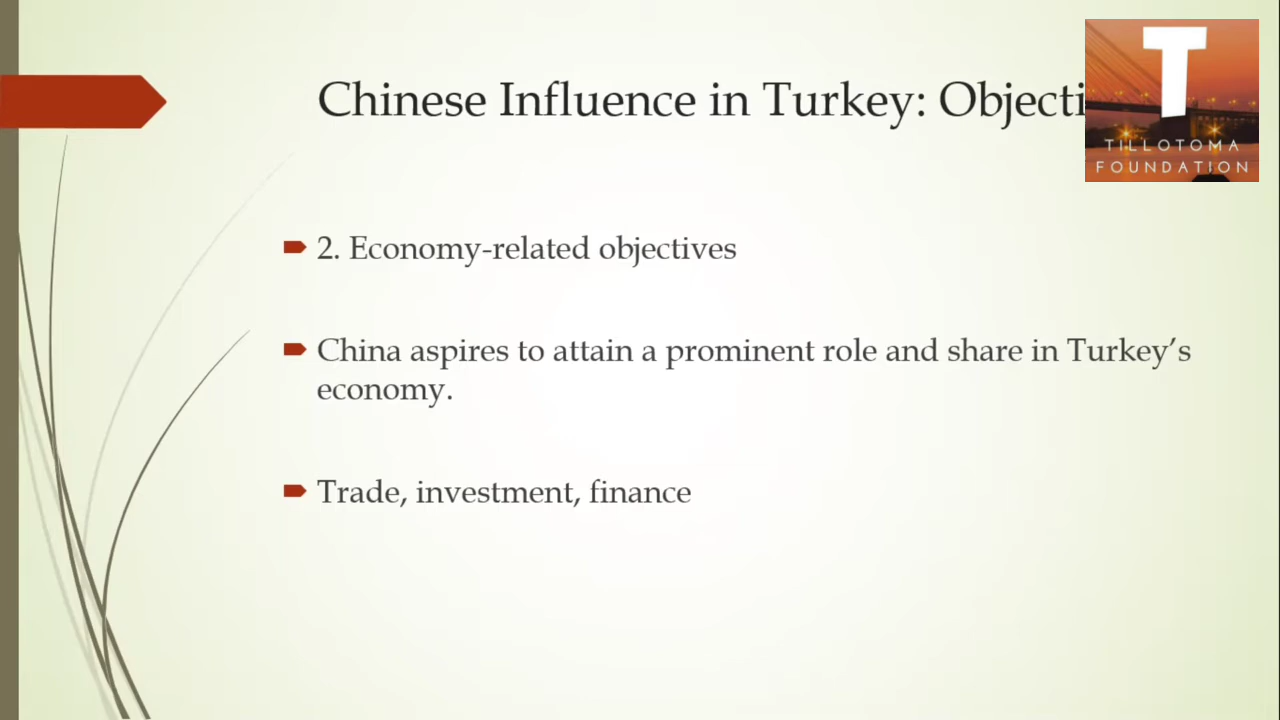 Chinese Influence in Turkey: Objecti
T
TILLOTOMA
FOUNDATION
2. Economy-related objectives
China aspires to attain a prominent role and share in Turkey’s
economy.
Trade, investment, finance